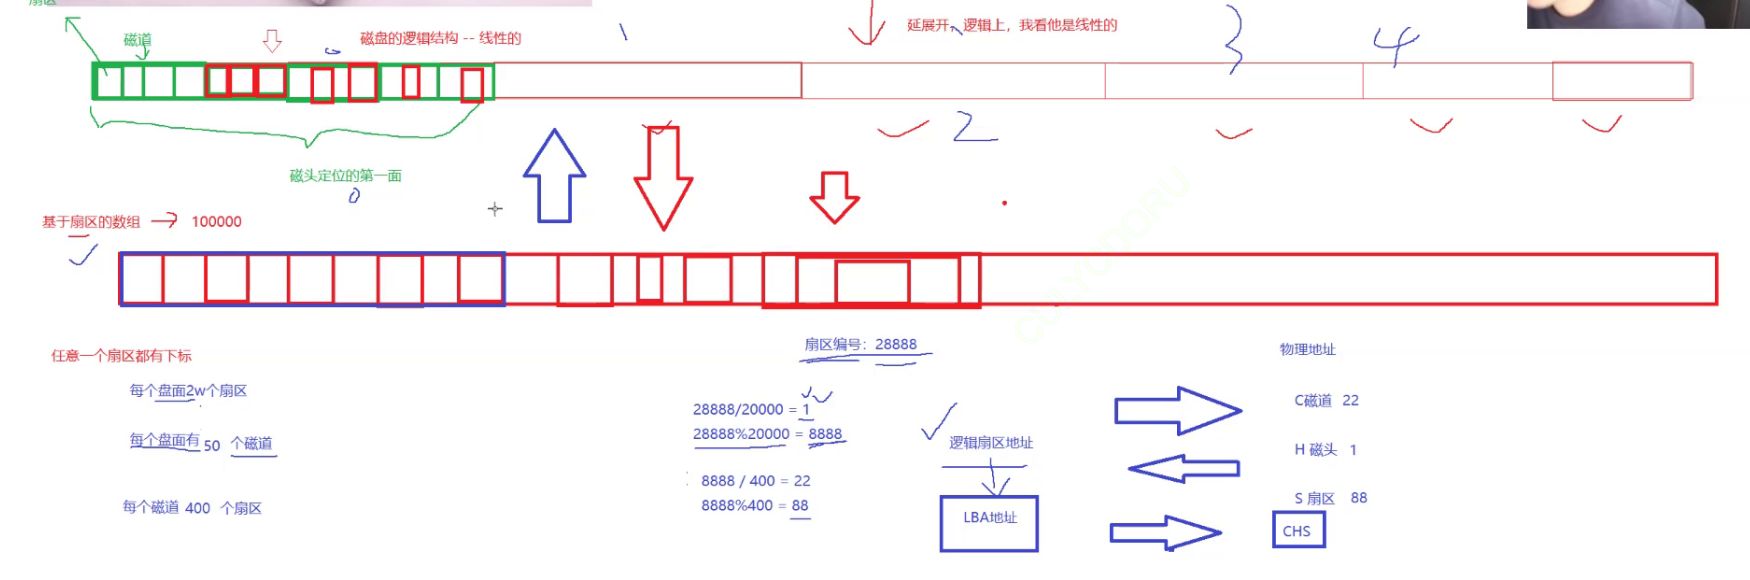 扇区
磁道
磁盘的逻辑结构 -- 线性的
延展开、逻辑上，我看他是线性的
0
1
2
3
4
磁头定位的第一面
0
基于扇区的数组
100000
任意一个扇区都有下标
每个盘面2w个扇区
每个盘面有 50 个磁道
每个磁道 400 个扇区
扇区编号：28888
28888/20000 = 1
28888%20000 = 8888
8888 / 400 = 22
8888%400 = 88
逻辑扇区地址
LBA地址
物理地址
C磁道 22
H 磁头 1
S 扇区 88
CHS